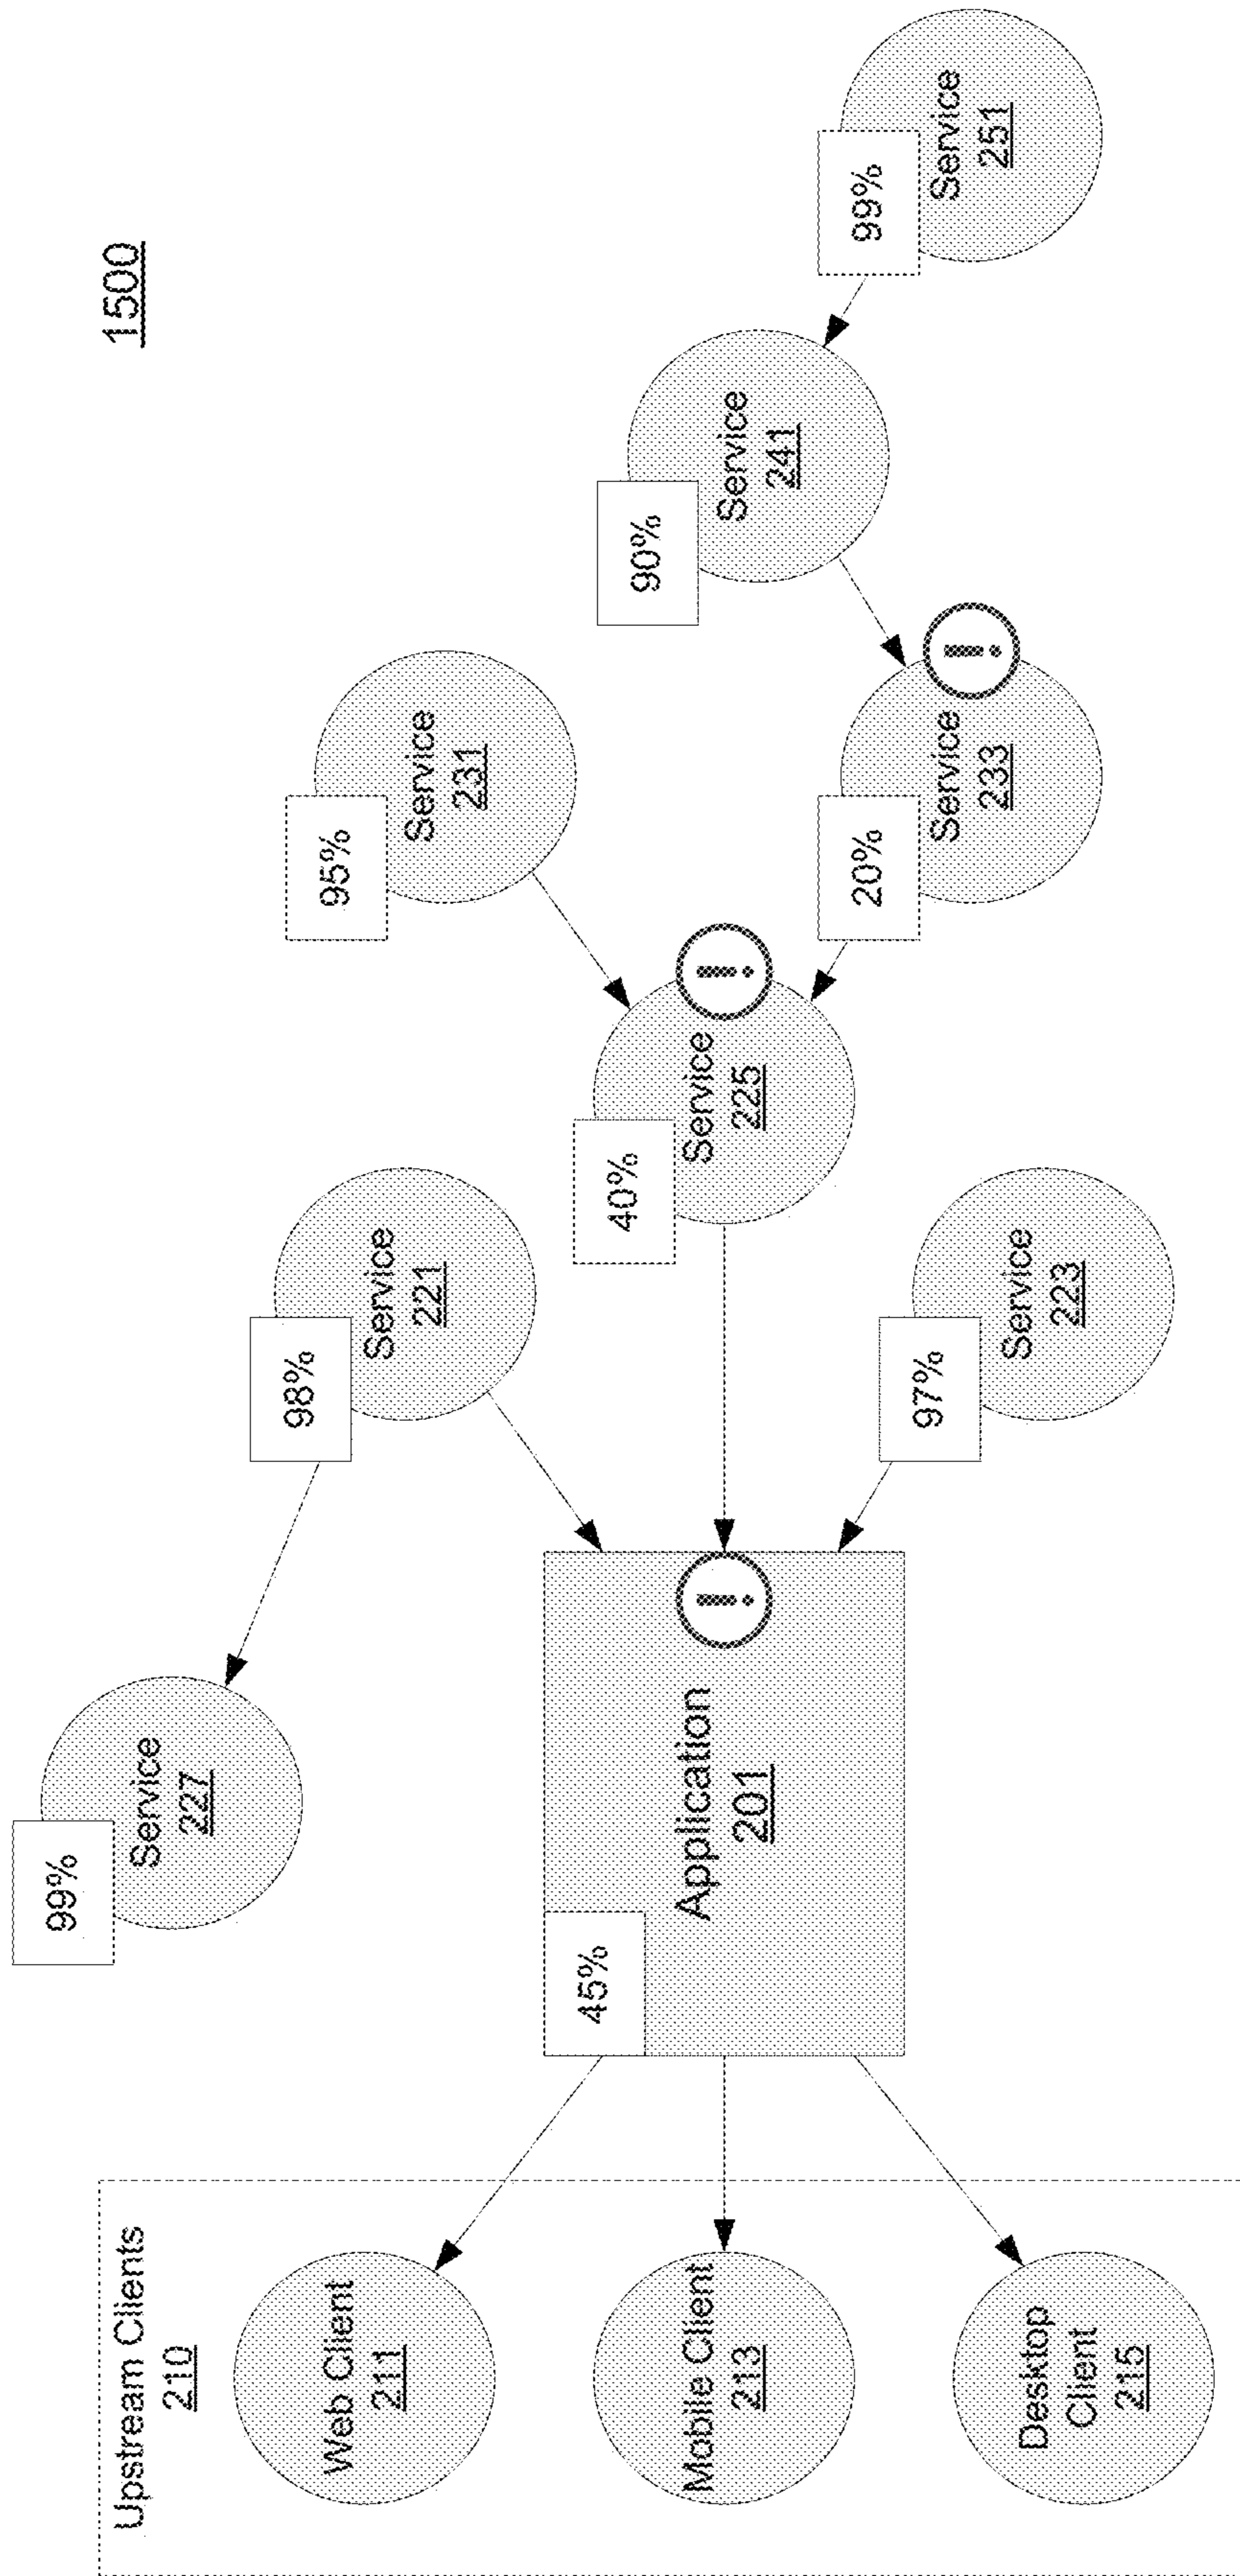 1500
Upstream Clients
210
Web Client
211
Mobile Client
213
Desktop
Client
215
99%
Service
227
45%
Application
201
i
98%
Service
221
97%
Service
223
40%
Service
225
i
95%
Service
231
20%
Service
233
i
90%
Service
241
99%
Service
251